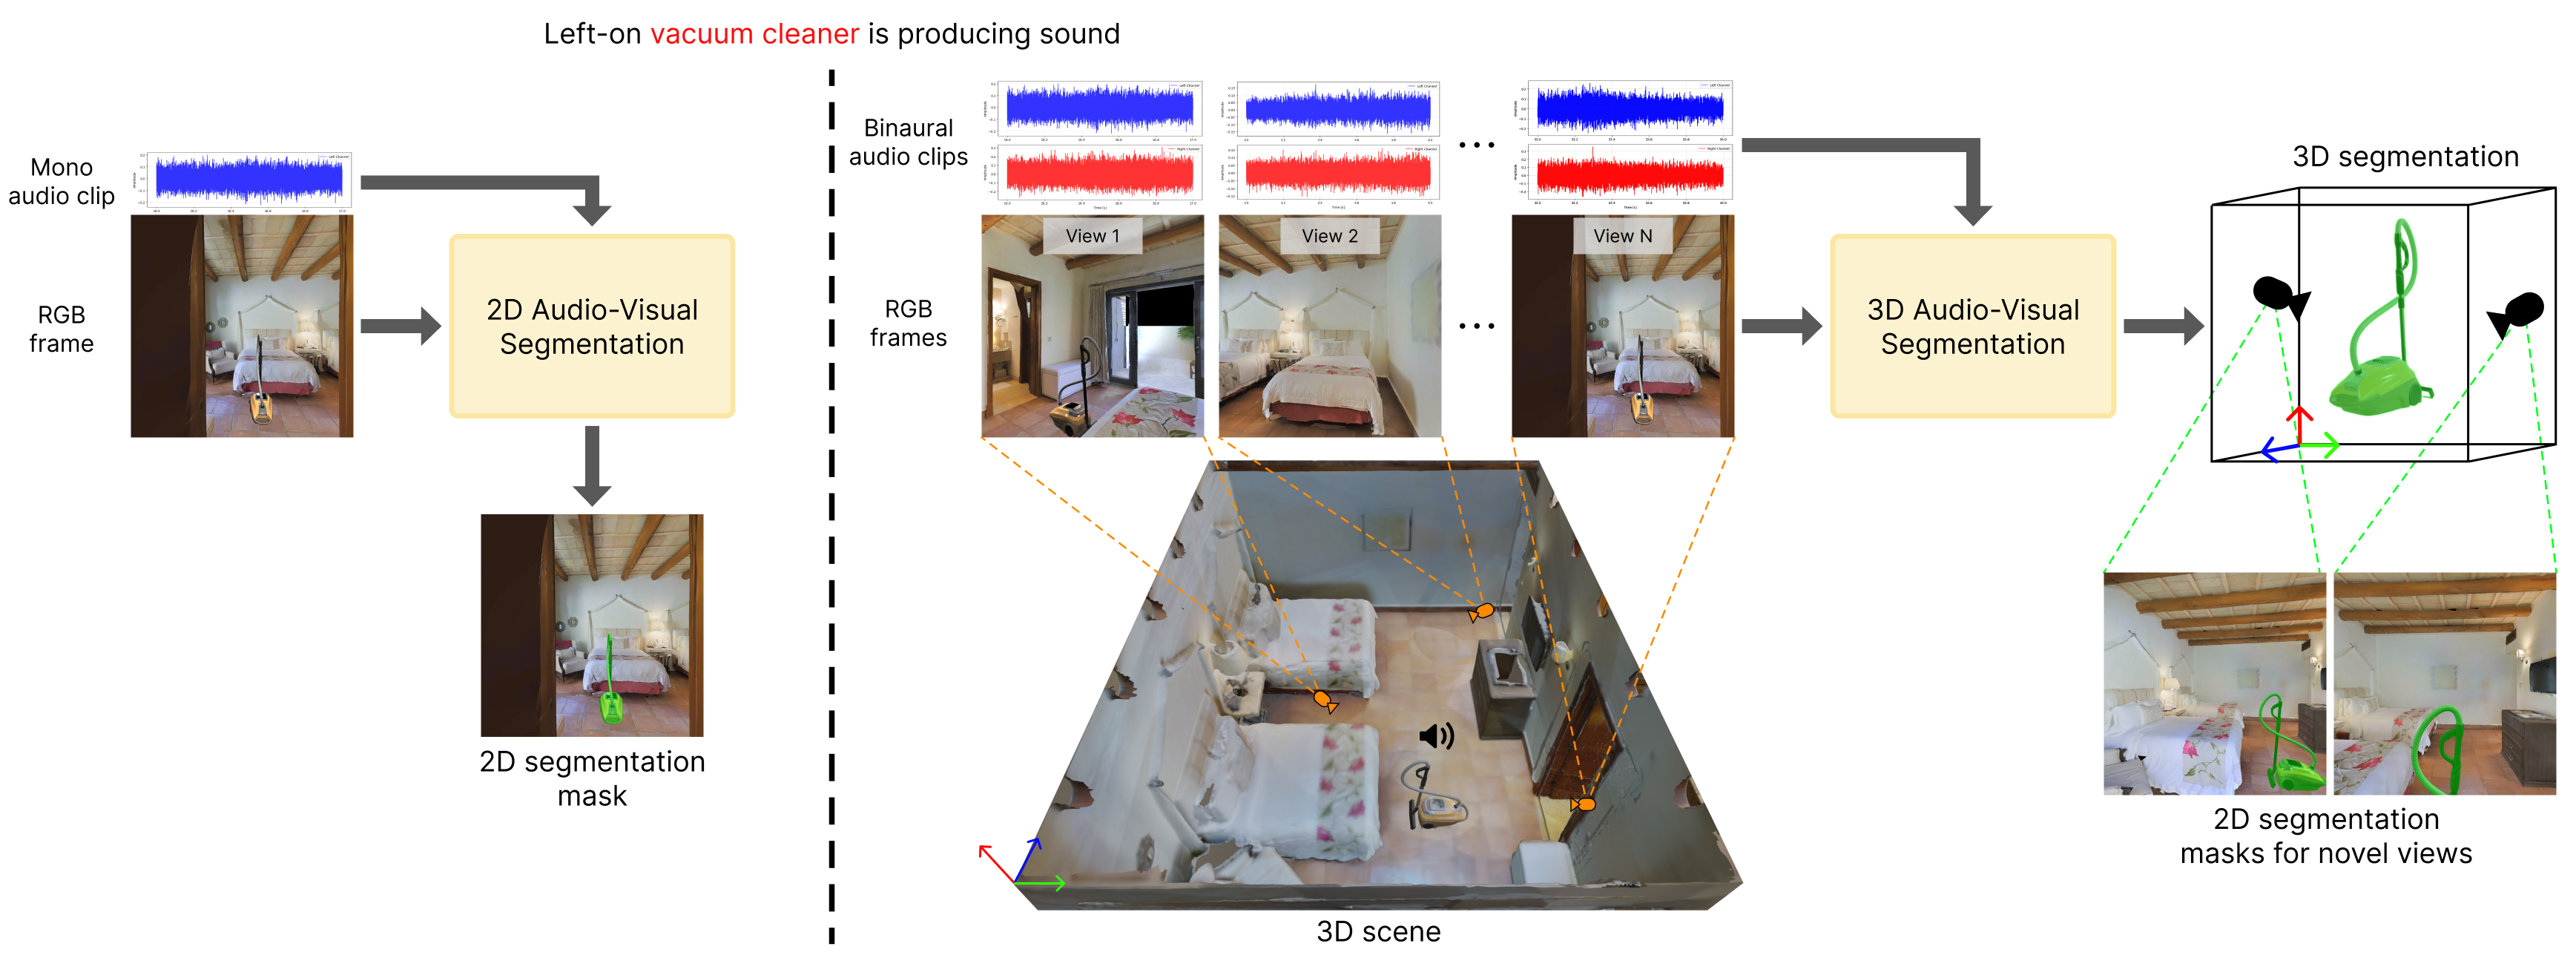 Left-on vacuum cleaner is producing sound
Mono
audio clip
RGB
frame
2D Audio-Visual
Segmentation
2D segmentation
mask
Binaural
audio clips
RGB
frames
View 1
View 2
View N
3D scene
3D Audio-Visual
Segmentation
3D segmentation
2D segmentation
masks for novel views